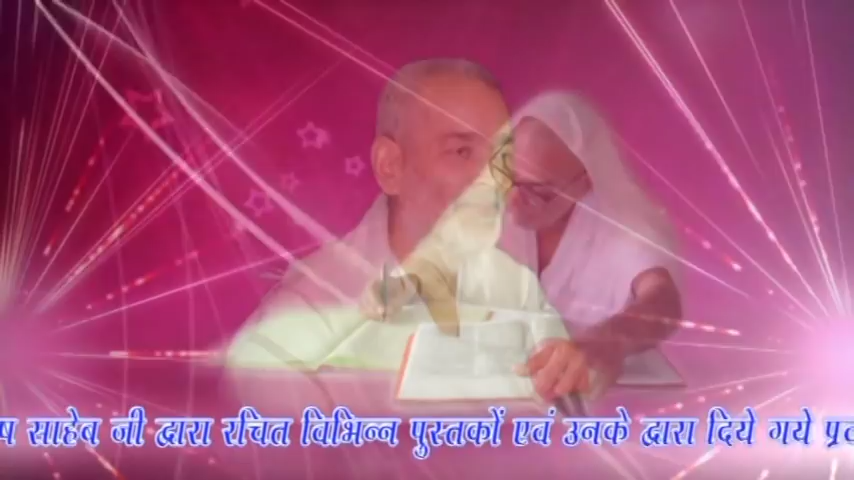 ष साहेब जी द्वारा रचित विभिन्न पुस्तकों एवं उनके द्वारा दिये गये